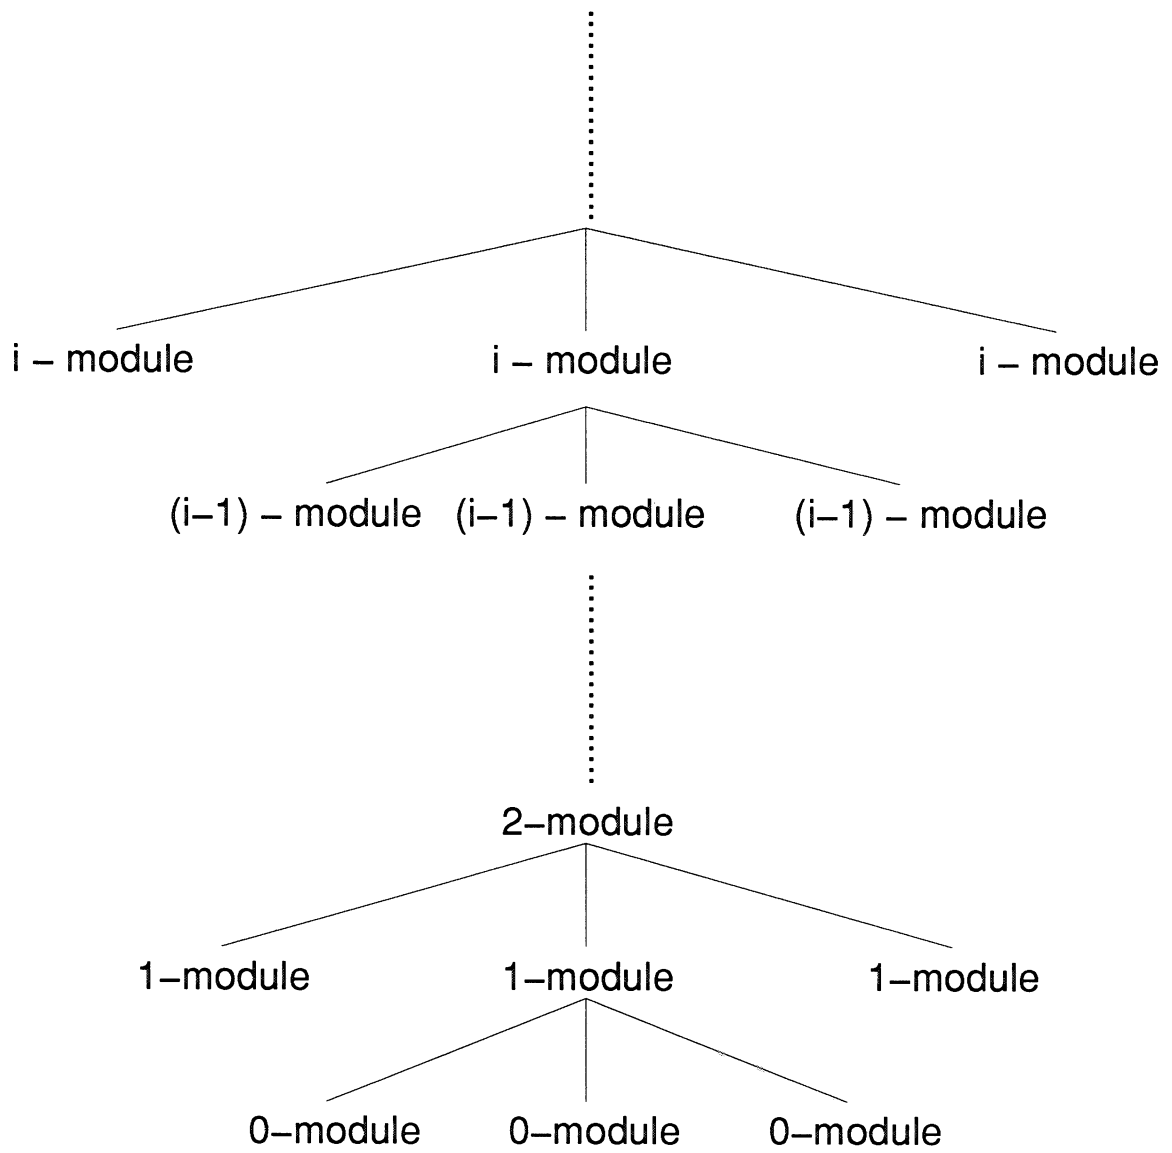 i – module i – module i – module
(i–1) – module (i–1) – module (i–1) – module
2–module
1–module 1–module 1–module
0–module 0–module 0–module